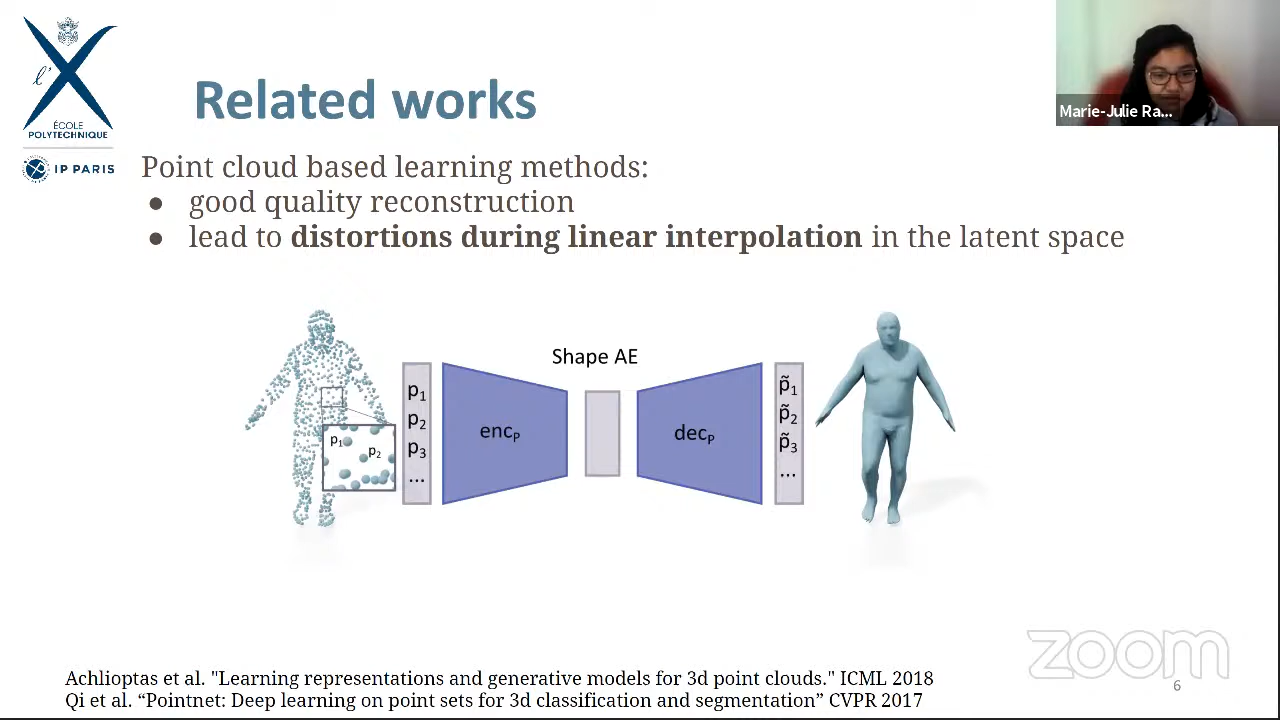 l'
ÉCOLE
POLYTECHNIQUE
IP PARIS
Related works
Marie-Julie Ra...
Point cloud based learning methods:
● good quality reconstruction
● lead to distortions during linear interpolation in the latent space
Shape AE
p1
p2
p1
p2
p3
...
encP
decP
p̃1
p̃2
p̃3
...
zoom
Achlioptas et al. "Learning representations and generative models for 3d point clouds." ICML 2018
Qi et al. “Pointnet: Deep learning on point sets for 3d classification and segmentation” CVPR 2017
6